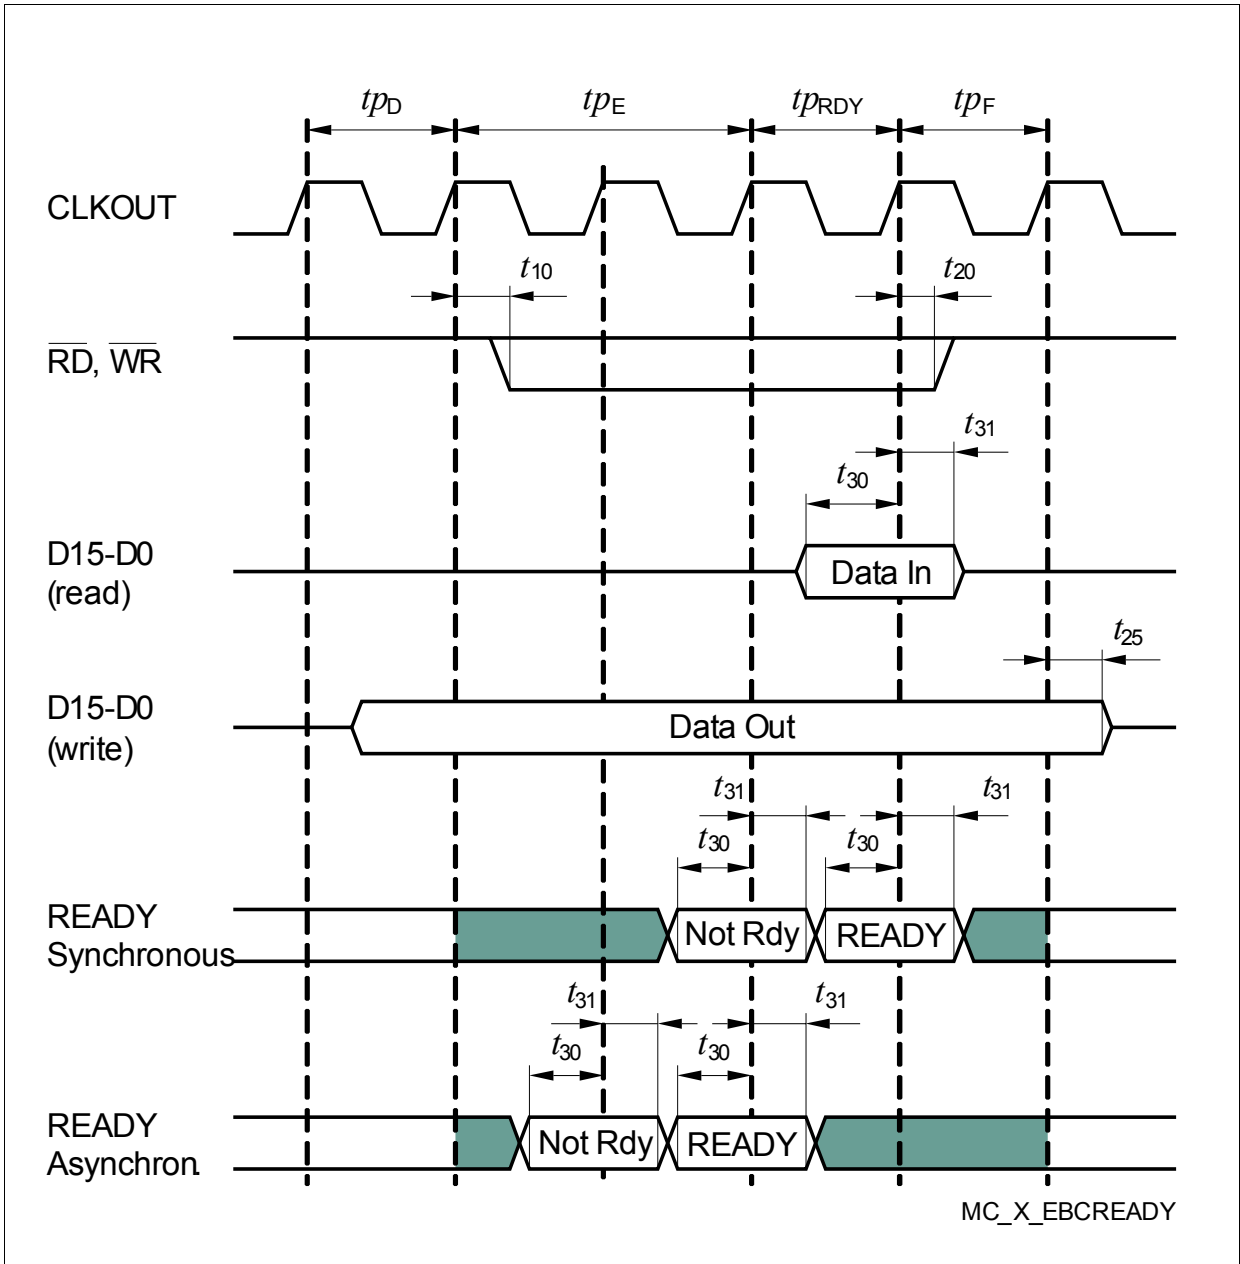 tpD tpE tpRDY tpF
CLKOUT
t10 t20
RD, WR
t31
t30
D15-D0
(read)
Data In
t25
D15-D0
(write)
Data Out
t31 t31
t30 t30
READY
Synchronous
Not Rdy READY
t31 t31
t30 t30
READY
Asynchron.
Not Rdy READY
MC_X_EBCREADY